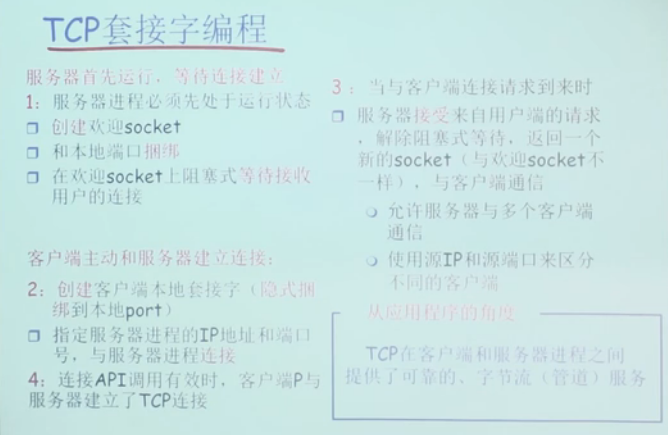 TCP套接字编程
服务器首先运行，等待连接建立
1：服务器进程必须先处于运行状态
创建欢迎socket
和本地端口捆绑
在欢迎socket上阻塞式等待接收
用户的连接
客户端主动和服务器建立连接：
2：创建客户端本地套接字（隐式捆
绑到本地port）
指定服务器进程的IP地址和端口
号，与服务器进程连接
4：连接API调用有效时，客户端P与
服务器建立了TCP连接
3：当与客户端连接请求到来时
服务器接受来自用户端的请求
，解除阻塞式等待，返回一个
新的socket（与欢迎socket不
一样），与客户端通信
允许服务器与多个客户端
通信
使用源IP和源端口来区分
不同的客户端
从应用程序的角度
TCP在客户端和服务器进程之间
提供了可靠的、字节流（管道）服务